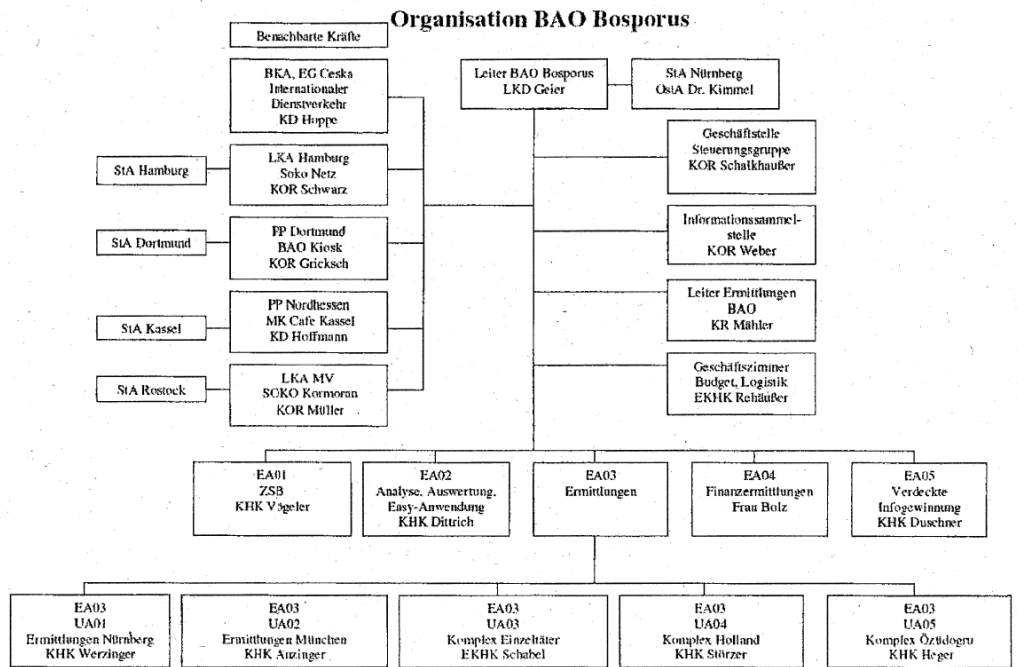 Organisation BAO Bosporus
Benachbarte Kräfte
BKA, EG Ceska
Internationaler
Dienstverkehr
KD Hoppe
Leiter BAO Bosporus
LKD Geier
StA Nürnberg
OStA Dr. Kimmel
Geschäftstelle
Steuerungsgruppe
KOR Schalkhaußer
StA Hamburg
LKA Hamburg
Soko Netz
KOR Schwarz
Informationssammel-
stelle
KOR Weber
StA Dortmund
PP Dortmund
BAO Kiosk
KOR Gricksch
Leiter Ermittlungen
BAO
KR Mähler
StA Kassel
PP Nordhessen
MK Cafe Kassel
KD Hoffmann
Geschäftszimmer
Budget, Logistik
EKHK Rehäußer
StA Rostock
LKA MV
SOKO Kormoran
KOR Müller
EA01
ZSB
KHK Vögeler
EA02
Analyse, Auswertung,
Easy-Anwendung
KHK Dittrich
EA03
Ermittlungen
EA04
Finanzermittlungen
Frau Bolz
EA05
Verdeckte
Infogewinnung
KHK Duschner
EA03
UA01
Ermittlungen Nürnberg
KHK Werzinger
EA03
UA02
Ermittlungen München
KHK Anzinger
EA03
UA03
Komplex Einzeltäter
EKHK Schabel
EA03
UA04
Komplex Holland
KHK Störzer
EA03
UA05
Komplex Özüdogru
KHK Heger